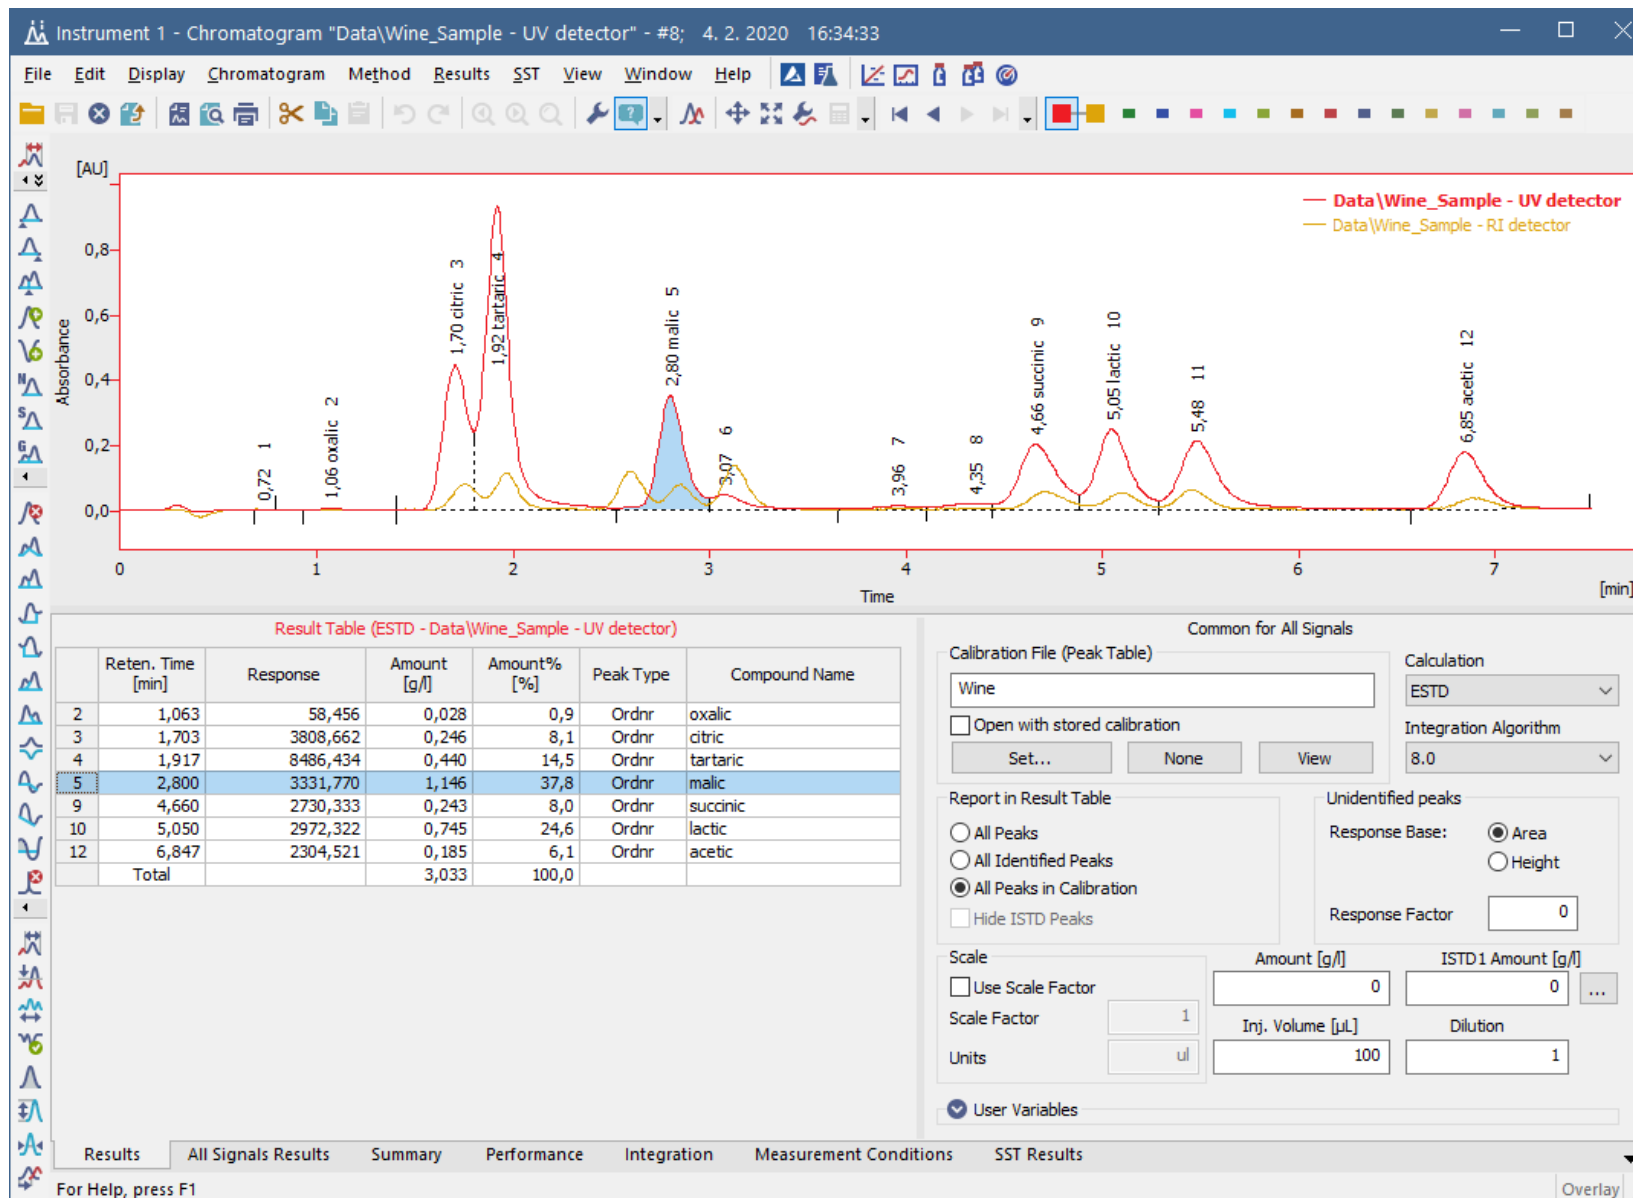 Instrument 1 - Chromatogram "Data\Wine_Sample - UV detector" - #8; 4. 2. 2020 16:34:33
File Edit Display Chromatogram Method Results SST View Window Help
[AU]
Absorbance
0,8
0,6
0,4
0,2
0,0
0,72 1
1,06 oxalic 2
1,70 citric 3
1,92 tartaric 4
2,80 malic 5
3,07 6
3,96 7
4,35 8
4,66 succinic 9
5,05 lactic 10
5,48 11
6,85 acetic 12
Data\Wine_Sample - UV detector
Data\Wine_Sample - RI detector
0 1 2 3 4 5 6 7
Time
[min]
Result Table (ESTD - Data\Wine_Sample - UV detector)
Reten. Time [min] Response Amount [g/l] Amount% [%] Peak Type Compound Name
2 1,063 58,456 0,028 0,9 Ordnr oxalic
3 1,703 3808,662 0,246 8,1 Ordnr citric
4 1,917 8486,434 0,440 14,5 Ordnr tartaric
5 2,800 3331,770 1,146 37,8 Ordnr malic
9 4,660 2730,333 0,243 8,0 Ordnr succinic
10 5,050 2972,322 0,745 24,6 Ordnr lactic
12 6,847 2304,521 0,185 6,1 Ordnr acetic
Total 3,033 100,0
Common for All Signals
Calibration File (Peak Table)
Wine
Open with stored calibration
Set... None View
Calculation
ESTD
Integration Algorithm
8.0
Report in Result Table
All Peaks
All Identified Peaks
All Peaks in Calibration
Hide ISTD Peaks
Unidentified peaks
Response Base: Area
Height
Response Factor 0
Scale
Use Scale Factor
Scale Factor 1
Units ul
Amount [g/l] ISTD1 Amount [g/l]
0 0 ...
Inj. Volume [µL] Dilution
100 1
User Variables
Results All Signals Results Summary Performance Integration Measurement Conditions SST Results
For Help, press F1
Overlay